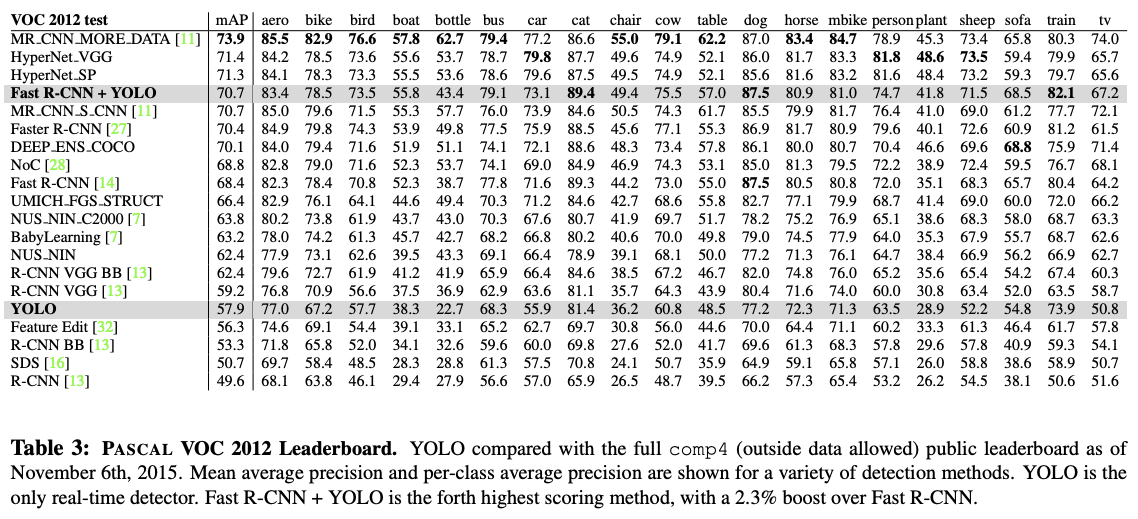 VOC 2012 test mAP aero bike bird boat bottle bus car cat chair cow table dog horse mbike person plant sheep sofa train tv
MR_CNN_MORE_DATA [11] 73.9 85.5 82.9 76.6 57.8 62.7 79.4 77.2 86.6 55.0 79.1 62.2 87.0 83.4 84.7 78.9 45.3 73.4 65.8 80.3 74.0
HyperNet_VGG 71.4 84.2 78.5 73.6 55.6 53.7 78.7 79.8 87.7 49.6 74.9 52.1 86.0 81.7 83.3 81.8 48.6 73.5 59.4 79.9 65.7
HyperNet_SP 71.3 84.1 78.3 73.3 55.5 53.6 78.6 79.6 87.5 49.5 74.9 52.1 85.6 81.6 83.2 81.6 48.4 73.2 59.3 79.7 65.6
Fast R-CNN + YOLO 70.7 83.4 78.5 73.5 55.8 43.4 79.1 73.1 89.4 49.4 75.5 57.0 87.5 80.9 81.0 74.7 41.8 71.5 68.5 82.1 67.2
MR_CNN_S_CNN [11] 70.7 85.0 79.6 71.5 55.3 57.7 76.0 73.9 84.6 50.5 74.3 61.7 85.5 79.9 81.7 76.4 41.0 69.0 61.2 77.7 72.1
Faster R-CNN [27] 70.4 84.9 79.8 74.3 53.9 49.8 77.5 75.9 88.5 45.6 77.1 55.3 86.9 81.7 80.9 79.6 40.1 72.6 60.9 81.2 61.5
DEEP_ENS_COCO 70.1 84.0 79.4 71.6 51.9 51.1 74.1 72.1 88.6 48.3 73.4 57.8 86.1 80.0 80.7 70.4 46.6 69.6 68.8 75.9 71.4
NoC [28] 68.8 82.8 79.0 71.6 52.3 53.7 74.1 69.0 84.9 46.9 74.3 53.1 85.0 81.3 79.5 72.2 38.9 72.4 59.5 76.7 68.1
Fast R-CNN [14] 68.4 82.3 78.4 70.8 52.3 38.7 77.8 71.6 89.3 44.2 73.0 55.0 87.5 80.5 80.8 72.0 35.1 68.3 65.7 80.4 64.2
UMICH_FGS_STRUCT 66.4 82.9 76.1 64.1 44.6 49.4 70.3 71.2 84.6 42.7 68.6 55.8 82.7 77.1 79.9 68.7 41.4 69.0 60.0 72.0 66.2
NUS_NIN_C2000 [7] 63.8 80.2 73.8 61.9 43.7 43.0 70.3 67.6 80.7 41.9 69.7 51.7 78.2 75.2 76.9 65.1 38.6 68.3 58.0 68.7 63.3
BabyLearning [7] 63.2 78.0 74.2 61.3 45.7 42.7 68.2 66.8 80.2 40.6 70.0 49.8 79.0 74.5 77.9 64.0 35.3 67.9 55.7 68.7 62.6
NUS_NIN 62.4 77.9 73.1 62.6 39.5 43.3 69.1 66.4 78.9 39.1 68.1 50.0 77.2 71.3 76.1 64.7 38.4 66.9 56.2 66.9 62.7
R-CNN VGG BB [13] 62.4 79.6 72.7 61.9 41.2 41.9 65.9 66.4 84.6 38.5 67.2 46.7 82.0 74.8 76.0 65.2 35.6 65.4 54.2 67.4 60.3
R-CNN VGG [13] 59.2 76.8 70.9 56.6 37.5 36.9 62.9 63.6 81.1 35.7 64.3 43.9 80.4 71.6 74.0 60.0 30.8 63.4 52.0 63.5 58.7
YOLO 57.9 77.0 67.2 57.7 38.3 22.7 68.3 55.9 81.4 36.2 60.8 48.5 77.2 72.3 71.3 63.5 28.9 52.2 54.8 73.9 50.8
Feature Edit [32] 56.3 74.6 69.1 54.4 39.1 33.1 65.2 62.7 69.7 30.8 56.0 44.6 70.0 64.4 71.1 60.2 33.3 61.3 46.4 61.7 57.8
R-CNN BB [13] 53.3 71.8 65.8 52.0 34.1 32.6 59.6 60.0 69.8 27.6 52.0 41.7 69.6 61.3 68.3 57.8 29.6 57.8 40.9 59.3 54.1
SDS [16] 50.7 69.7 58.4 48.5 28.3 28.8 61.3 57.5 70.8 24.1 50.7 35.9 64.9 59.1 65.8 57.1 26.0 58.8 38.6 58.9 50.7
R-CNN [13] 49.6 68.1 63.8 46.1 29.4 27.9 56.6 57.0 65.9 26.5 48.7 39.5 66.2 57.3 65.4 53.2 26.2 54.5 38.1 50.6 51.6
Table 3: PASCAL VOC 2012 Leaderboard. YOLO compared with the full comp4 (outside data allowed) public leaderboard as of
November 6th, 2015. Mean average precision and per-class average precision are shown for a variety of detection methods. YOLO is the
only real-time detector. Fast R-CNN + YOLO is the forth highest scoring method, with a 2.3% boost over Fast R-CNN.